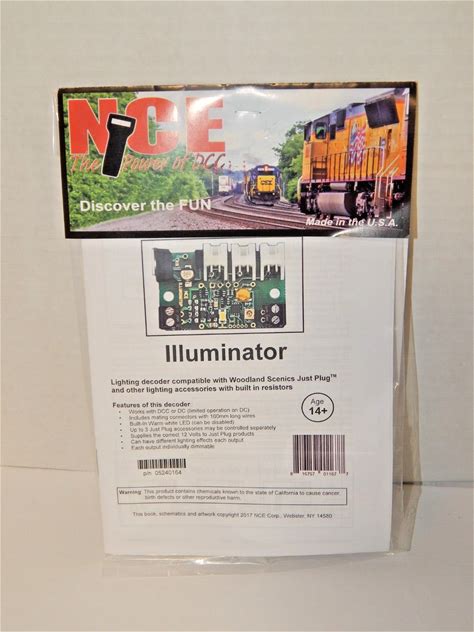 NCE
The Power of DCC
Discover the FUN
Made in the U.S.A.
Illuminator
Lighting decoder compatible with Woodland Scenics Just Plug™
and other lighting accessories with built in resistors
Features of this decoder:
• Works with DCC or DC (limited operation on DC)
• Includes mating connectors with 160mm long wires
• Built-in Warm white LED (can be disabled)
• Up to 3 Just Plug accessories may be controlled separately
• Supplies the correct 12 Volts to Just Plug products
• Can have different lighting effects each output
• Each output individually dimmable
Age
14+
p/n 05240164
Warning: This product contains chemicals known to the state of California to cause cancer,
birth defects or other reproductive harm.
This book, schematics and artwork copyright 2017 NCE Corp., Webster, NY 14580